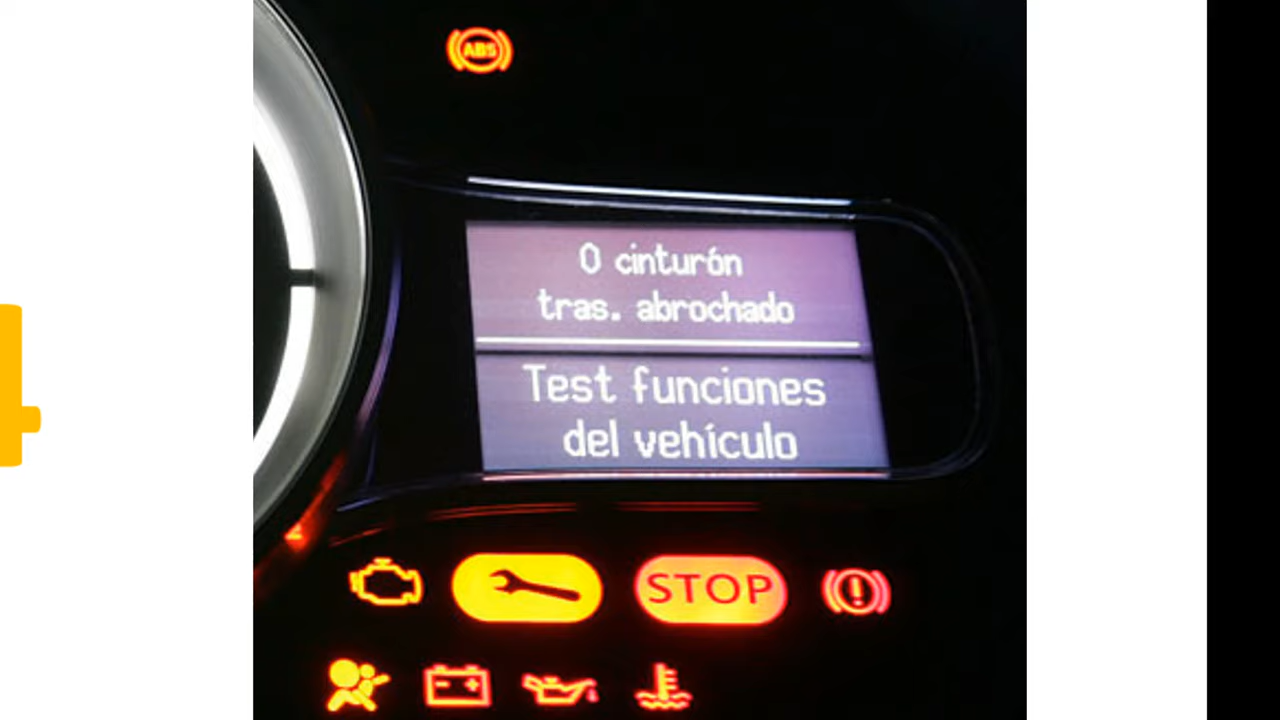 ABS
0 cinturón
tras. abrochado
Test funciones
del vehículo
STOP